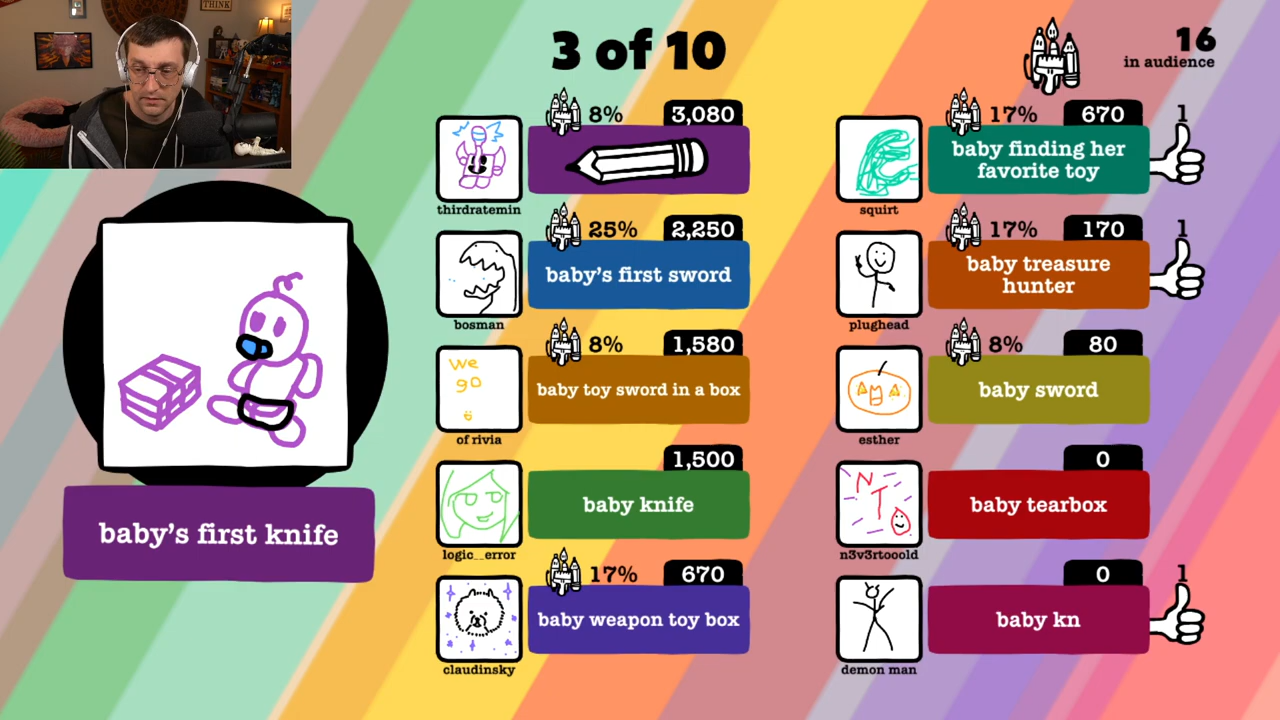 THINK
3 of 10
16
in audience
baby's first knife
8%
3,080
thirdratemin
25%
2,250
baby's first sword
bosman
We
go
8%
1,580
baby toy sword in a box
of rivia
1,500
baby knife
logic_error
17%
670
baby weapon toy box
claudinsky
17%
670
1
baby finding her
favorite toy
squirt
17%
170
1
baby treasure
hunter
plughead
8%
80
baby sword
esther
0
NT
baby tearbox
n3v3rtooold
0
1
baby kn
demon man